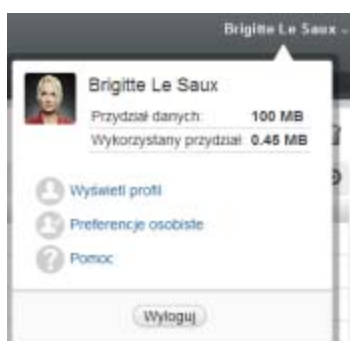 Brigitte Le Saux
Brigitte Le Saux
Przydział danych: 100 MB
Wykorzystany przydział: 0.45 MB
Wyświetl profil
Preferencje osobiste
Pomoc
Wyloguj